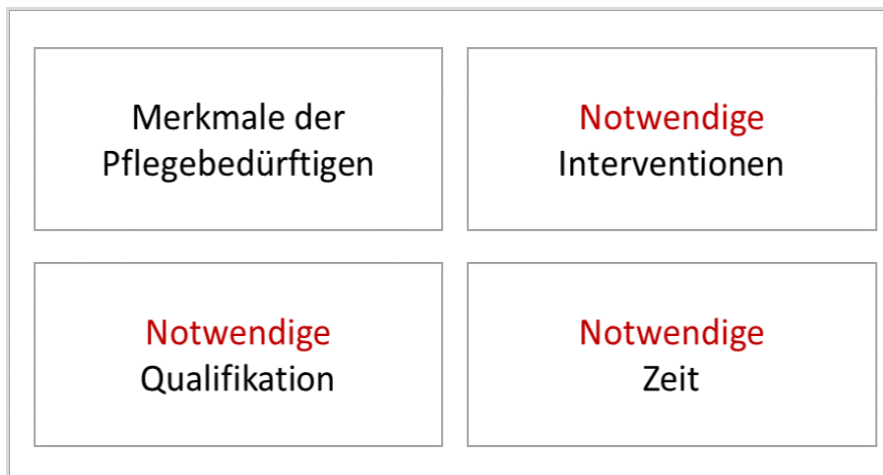 Merkmale der
Pflegebedürftigen
Notwendige
Interventionen
Notwendige
Qualifikation
Notwendige
Zeit